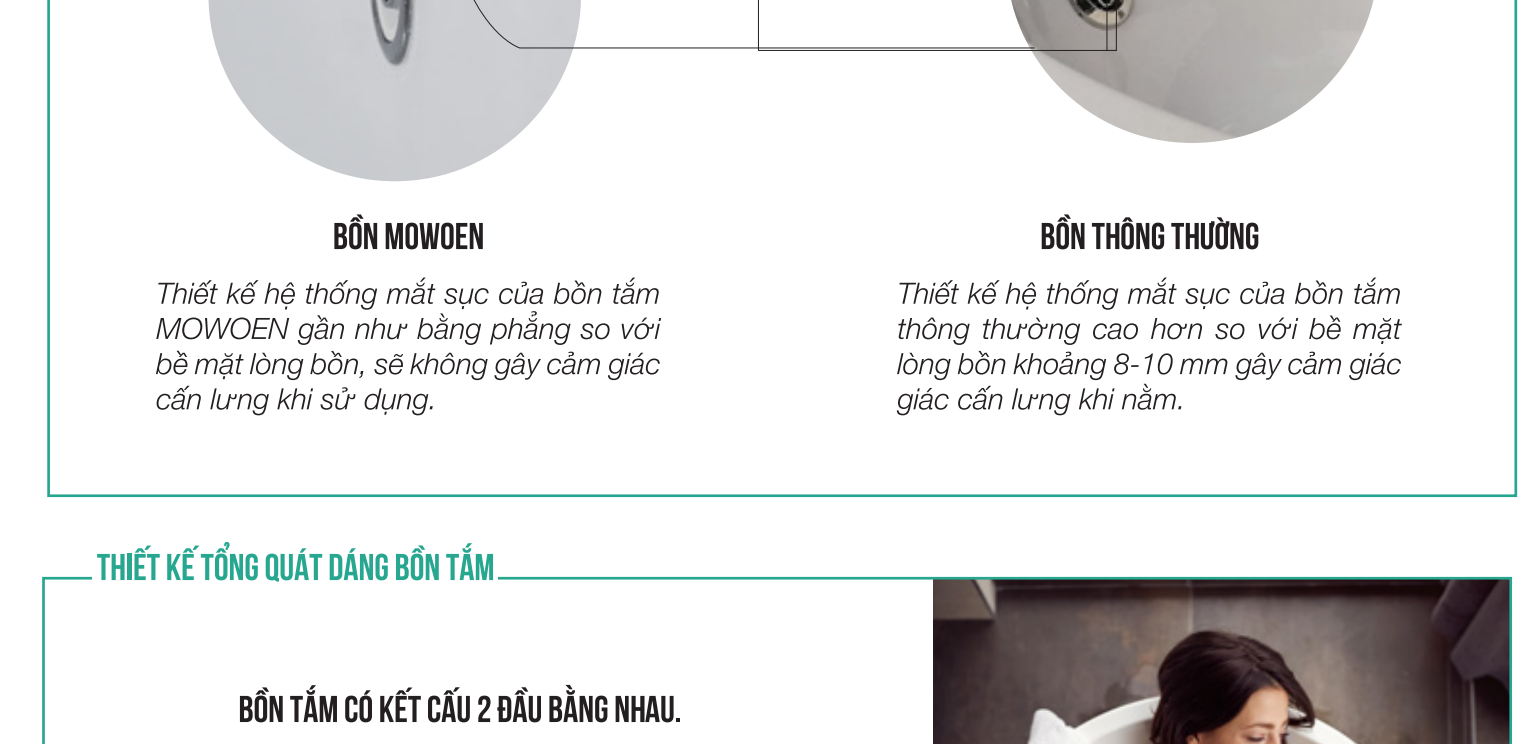 BỒN MOWOEN
Thiết kế hệ thống mắt sục của bồn tắm
MOWOEN gần như bằng phẳng so với
bề mặt lòng bồn, sẽ không gây cảm giác
cấn lưng khi sử dụng.
BỒN THÔNG THƯỜNG
Thiết kế hệ thống mắt sục của bồn tắm
thông thường cao hơn so với bề mặt
lòng bồn khoảng 8-10 mm gây cảm giác
giác cấn lưng khi nằm.
THIẾT KẾ TỔNG QUÁT DÁNG BỒN TẮM
BỒN TẮM CÓ KẾT CẤU 2 ĐẦU BẰNG NHAU.